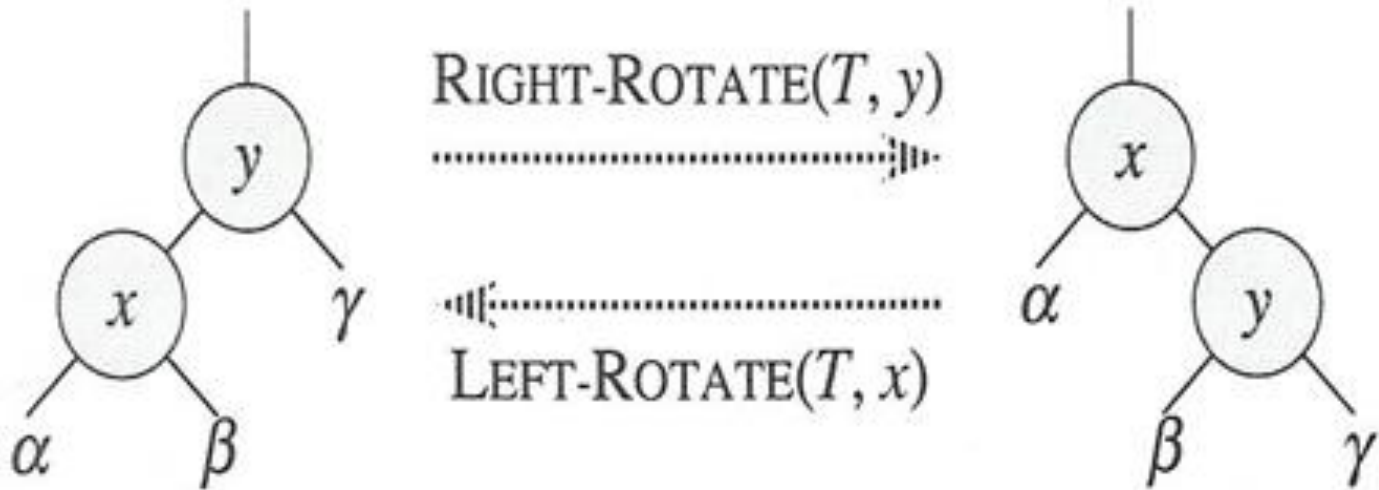 y
RIGHT-ROTATE(T, y)
x
x
γ
α
y
LEFT-ROTATE(T, x)
α
β
β
γ